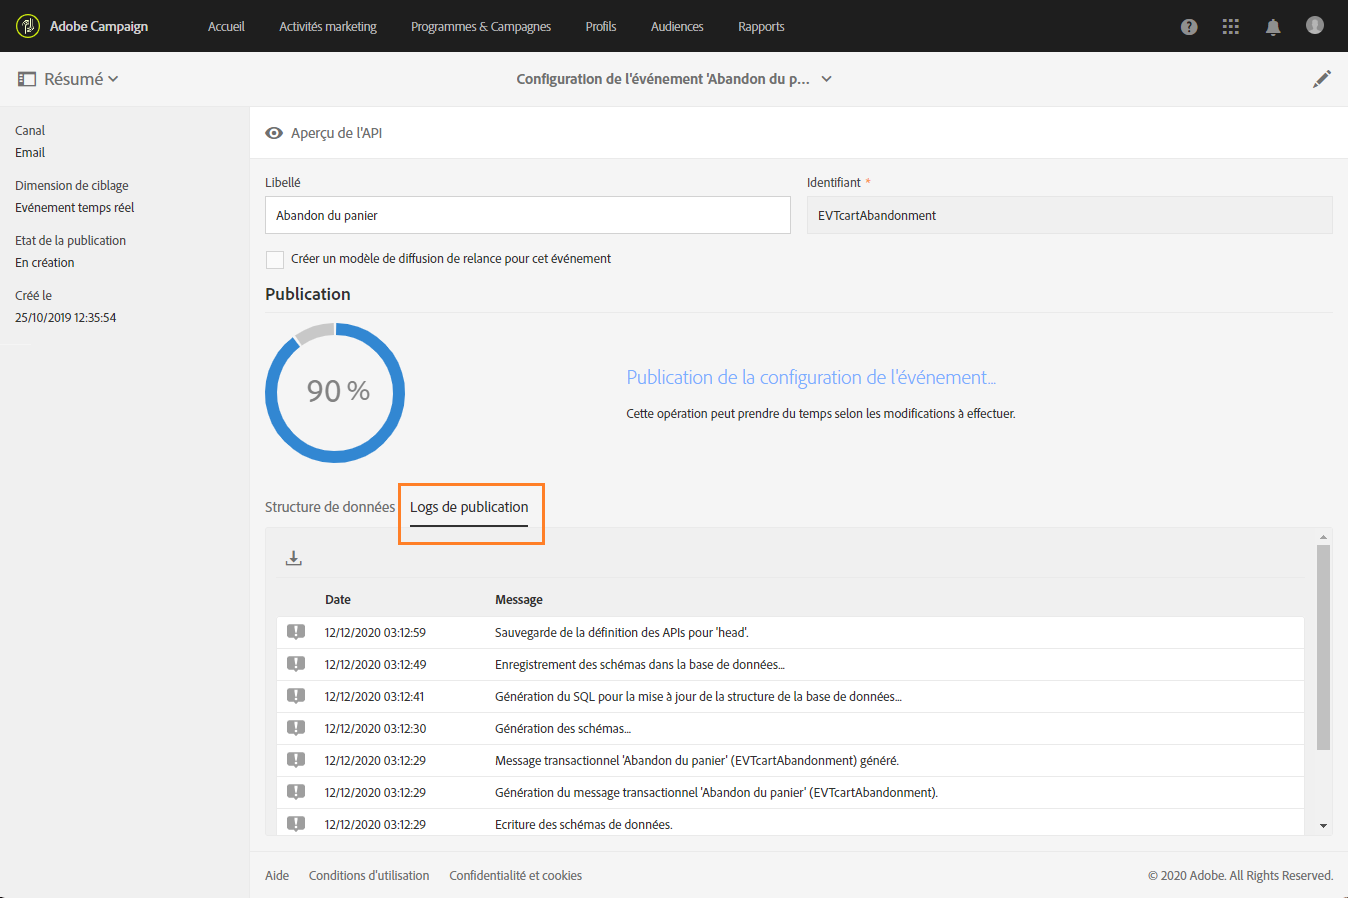 Adobe Campaign Accueil Activités marketing Programmes & Campagnes Profils Audiences Rapports
Résumé
Configuration de l'événement 'Abandon du p...
Canal
Email
Dimension de ciblage
Evénement temps réel
Etat de la publication
En création
Créé le
25/10/2019 12:35:54
Aperçu de l'API
Libellé
Abandon du panier
Identifiant *
EVTcartAbandonment
Créer un modèle de diffusion de relance pour cet événement
Publication
90 %
Publication de la configuration de l'événement...
Cette opération peut prendre du temps selon les modifications à effectuer.
Structure de données Logs de publication
Date Message
12/12/2020 03:12:59 Sauvegarde de la définition des APIs pour 'head'.
12/12/2020 03:12:49 Enregistrement des schémas dans la base de données...
12/12/2020 03:12:41 Génération du SQL pour la mise à jour de la structure de la base de données...
12/12/2020 03:12:30 Génération des schémas...
12/12/2020 03:12:29 Message transactionnel 'Abandon du panier' (EVTcartAbandonment) généré.
12/12/2020 03:12:29 Génération du message transactionnel 'Abandon du panier' (EVTcartAbandonment).
12/12/2020 03:12:29 Ecriture des schémas de données.
Aide Conditions d'utilisation Confidentialité et cookies © 2020 Adobe. All Rights Reserved.